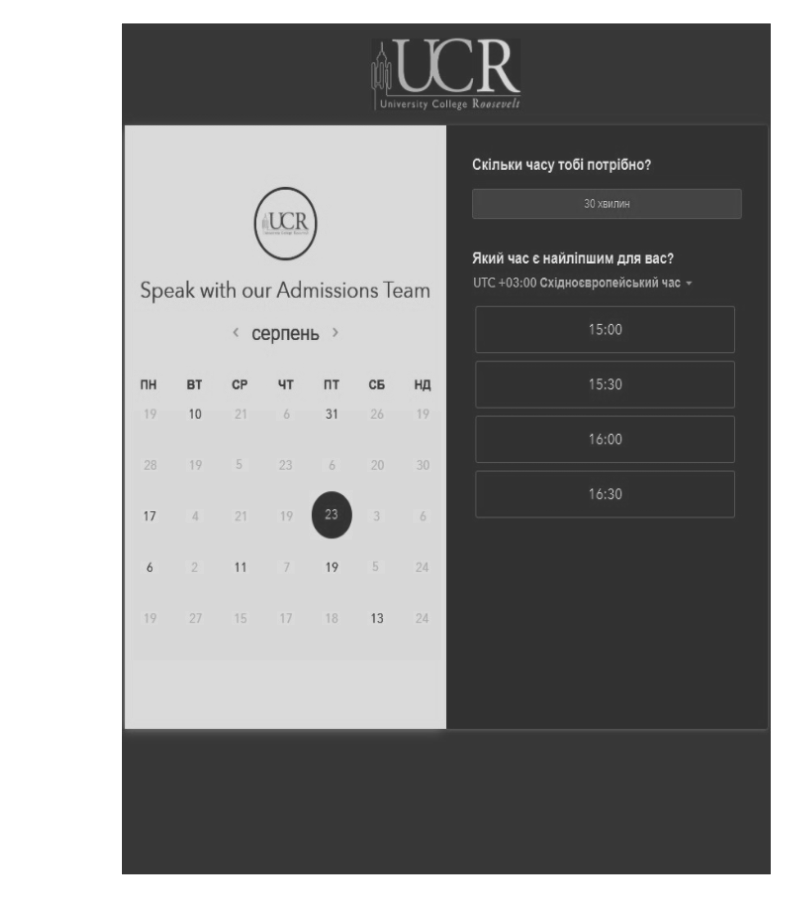 UCR
University College Roosevelt
UCR
Speak with our Admissions Team
< серпень >
ПН ВТ СР ЧТ ПТ СБ НД
19 10 21 6 31 26 19
28 19 5 23 6 20 30
17 4 21 19 23 3 6
6 2 11 7 19 5 24
19 27 15 17 18 13 24
Скільки часу тобі потрібно?
30 хвилин
Який час є найліпшим для вас?
UTC +03:00 Східноєвропейський час
15:00
15:30
16:00
16:30